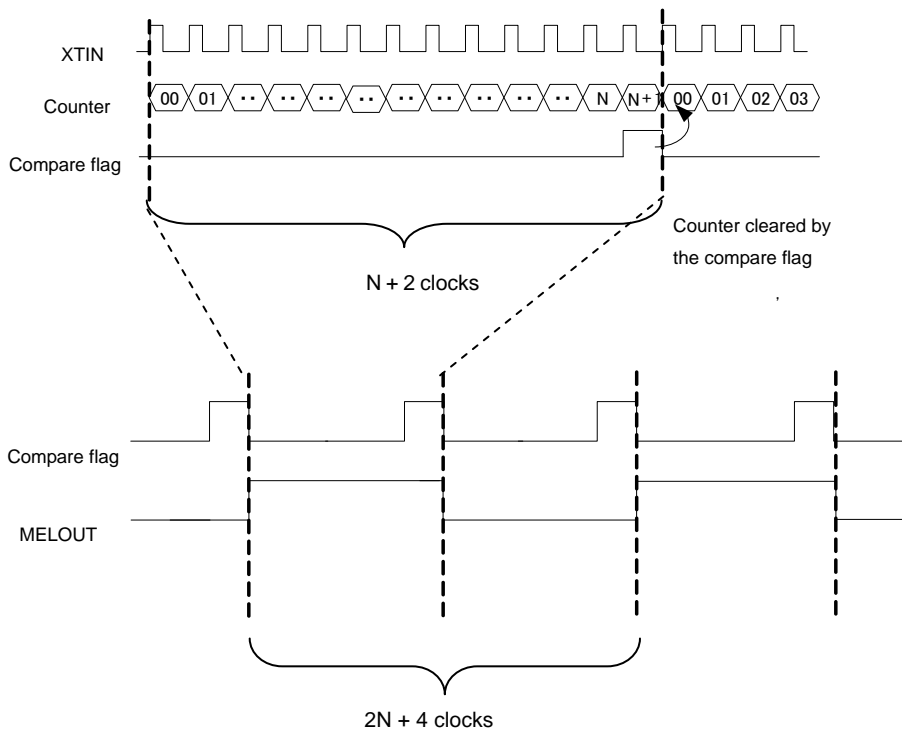 XTIN
Counter 00 01 ·· ·· ·· ·· ·· ·· ·· ·· ·· N N+1 00 01 02 03
Compare flag
Counter cleared by
the compare flag
,
N + 2 clocks
Compare flag
MELOUT
2N + 4 clocks